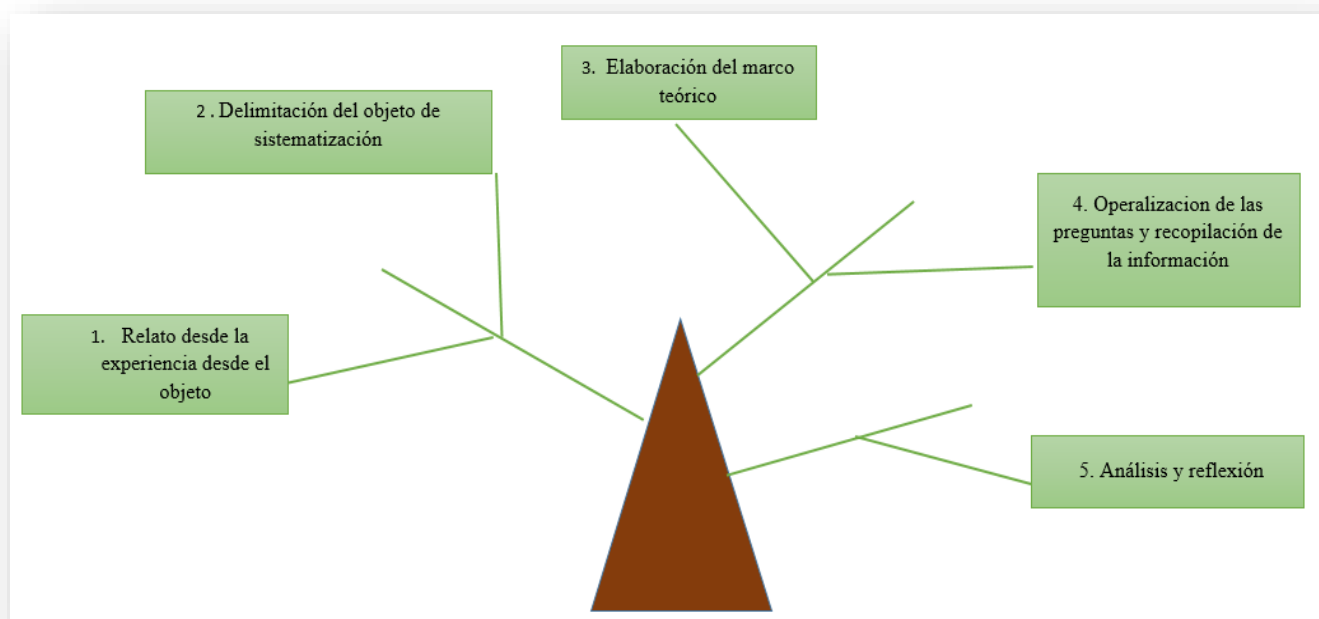 1. Relato desde la
experiencia desde el
objeto
2 . Delimitación del objeto de
sistematización
3. Elaboración del marco
teórico
4. Operalizacion de las
preguntas y recopilación de
la información
5. Análisis y reflexión